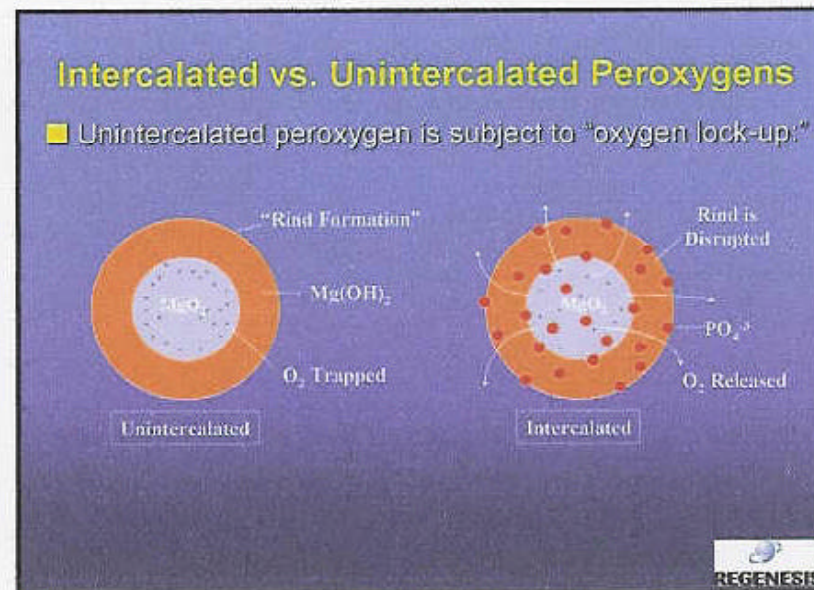 Intercalated vs. Unintercalated Peroxygens
Unintercalated peroxygen is subject to "oxygen lock-up:"
"Rind Formation"
MgO₂
Mg(OH)₂
O₂ Trapped
Unintercalated
Rind is
Disrupted
MgO₂
PO₄⁻³
O₂ Released
Intercalated
REGENESIS